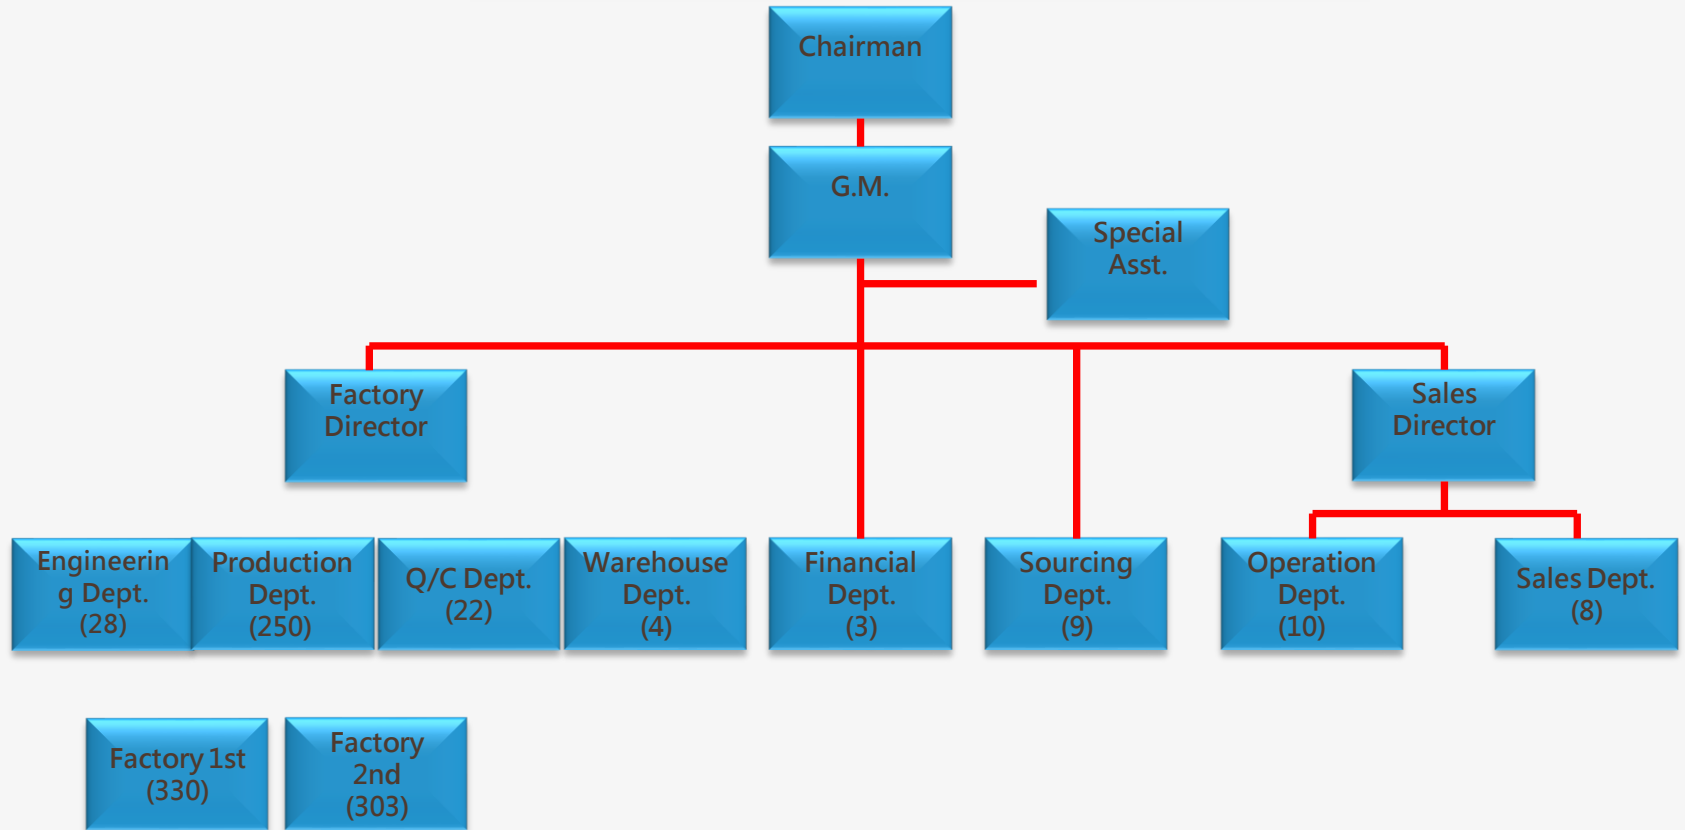 Chairman
G.M.
Special
Asst.
Factory
Director
Sales
Director
Engineerin
g Dept.
(28)
Production
Dept.
(250)
Q/C Dept.
(22)
Warehouse
Dept.
(4)
Financial
Dept.
(3)
Sourcing
Dept.
(9)
Operation
Dept.
(10)
Sales Dept.
(8)
Factory 1st
(330)
Factory
2nd
(303)